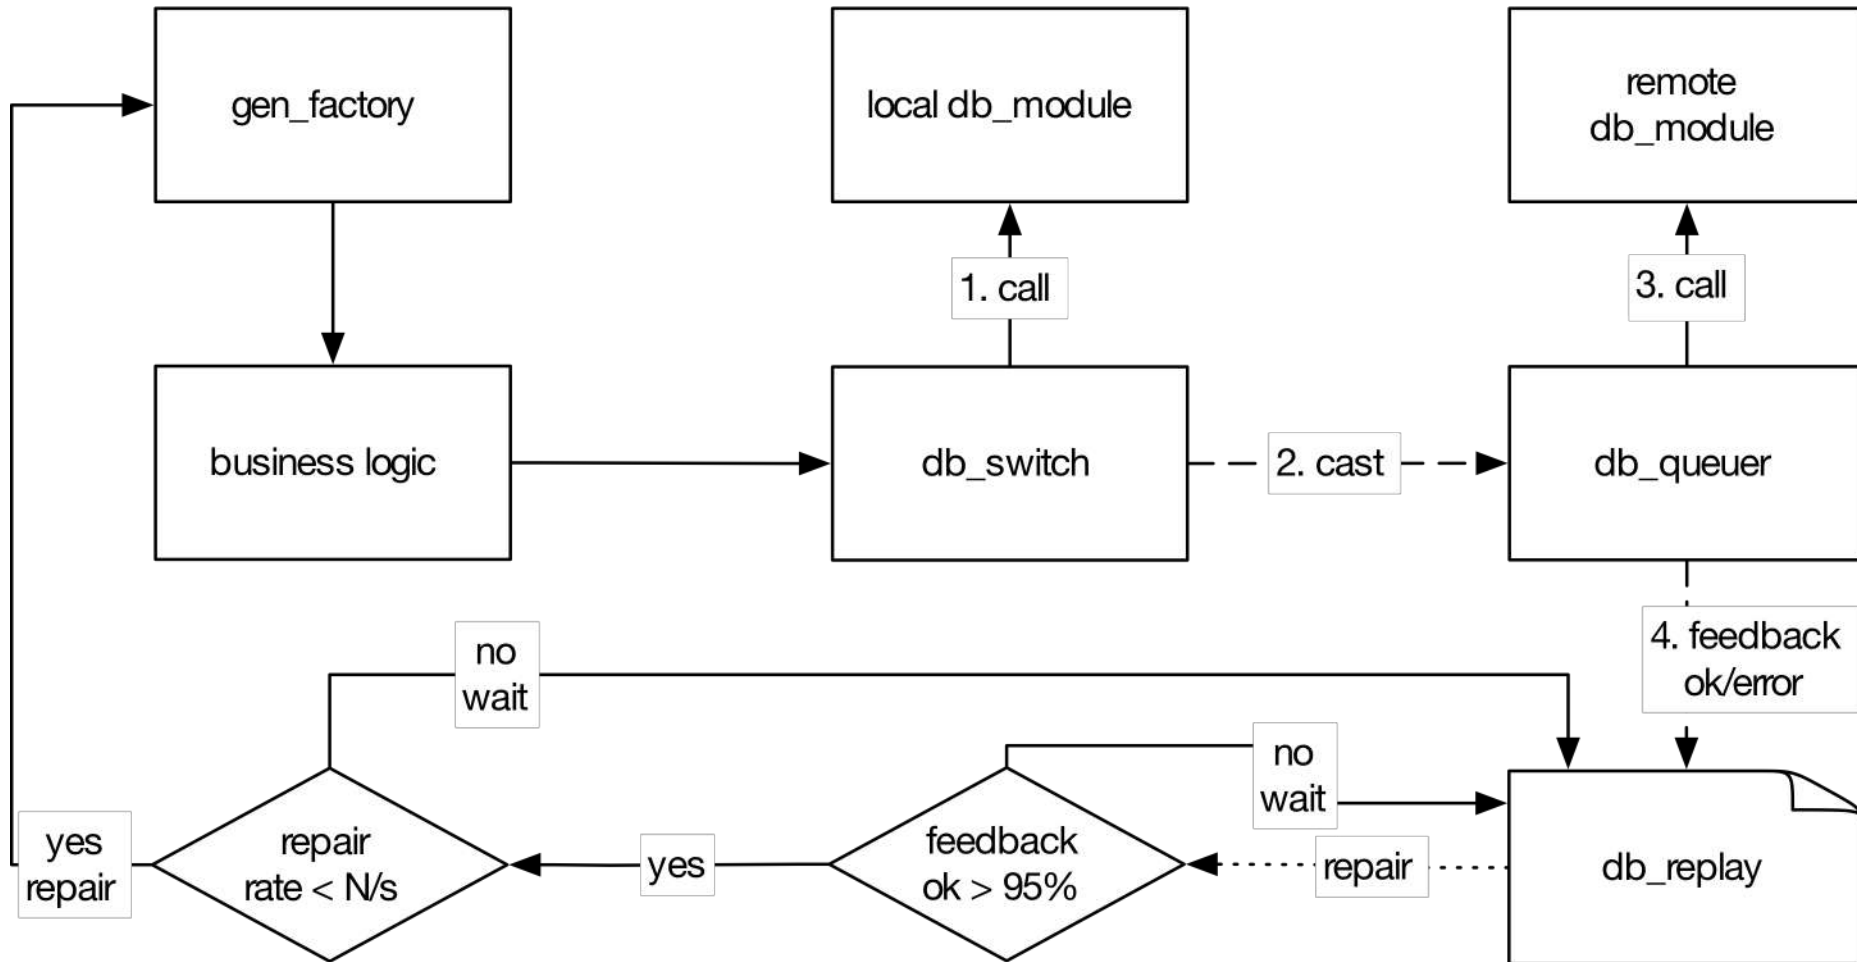 gen_factory
local db_module
remote
db_module
1. call
3. call
business logic
db_switch
2. cast
db_queuer
4. feedback
ok/error
no
wait
no
wait
yes
repair
repair
rate < N/s
yes
feedback
ok > 95%
repair
db_replay